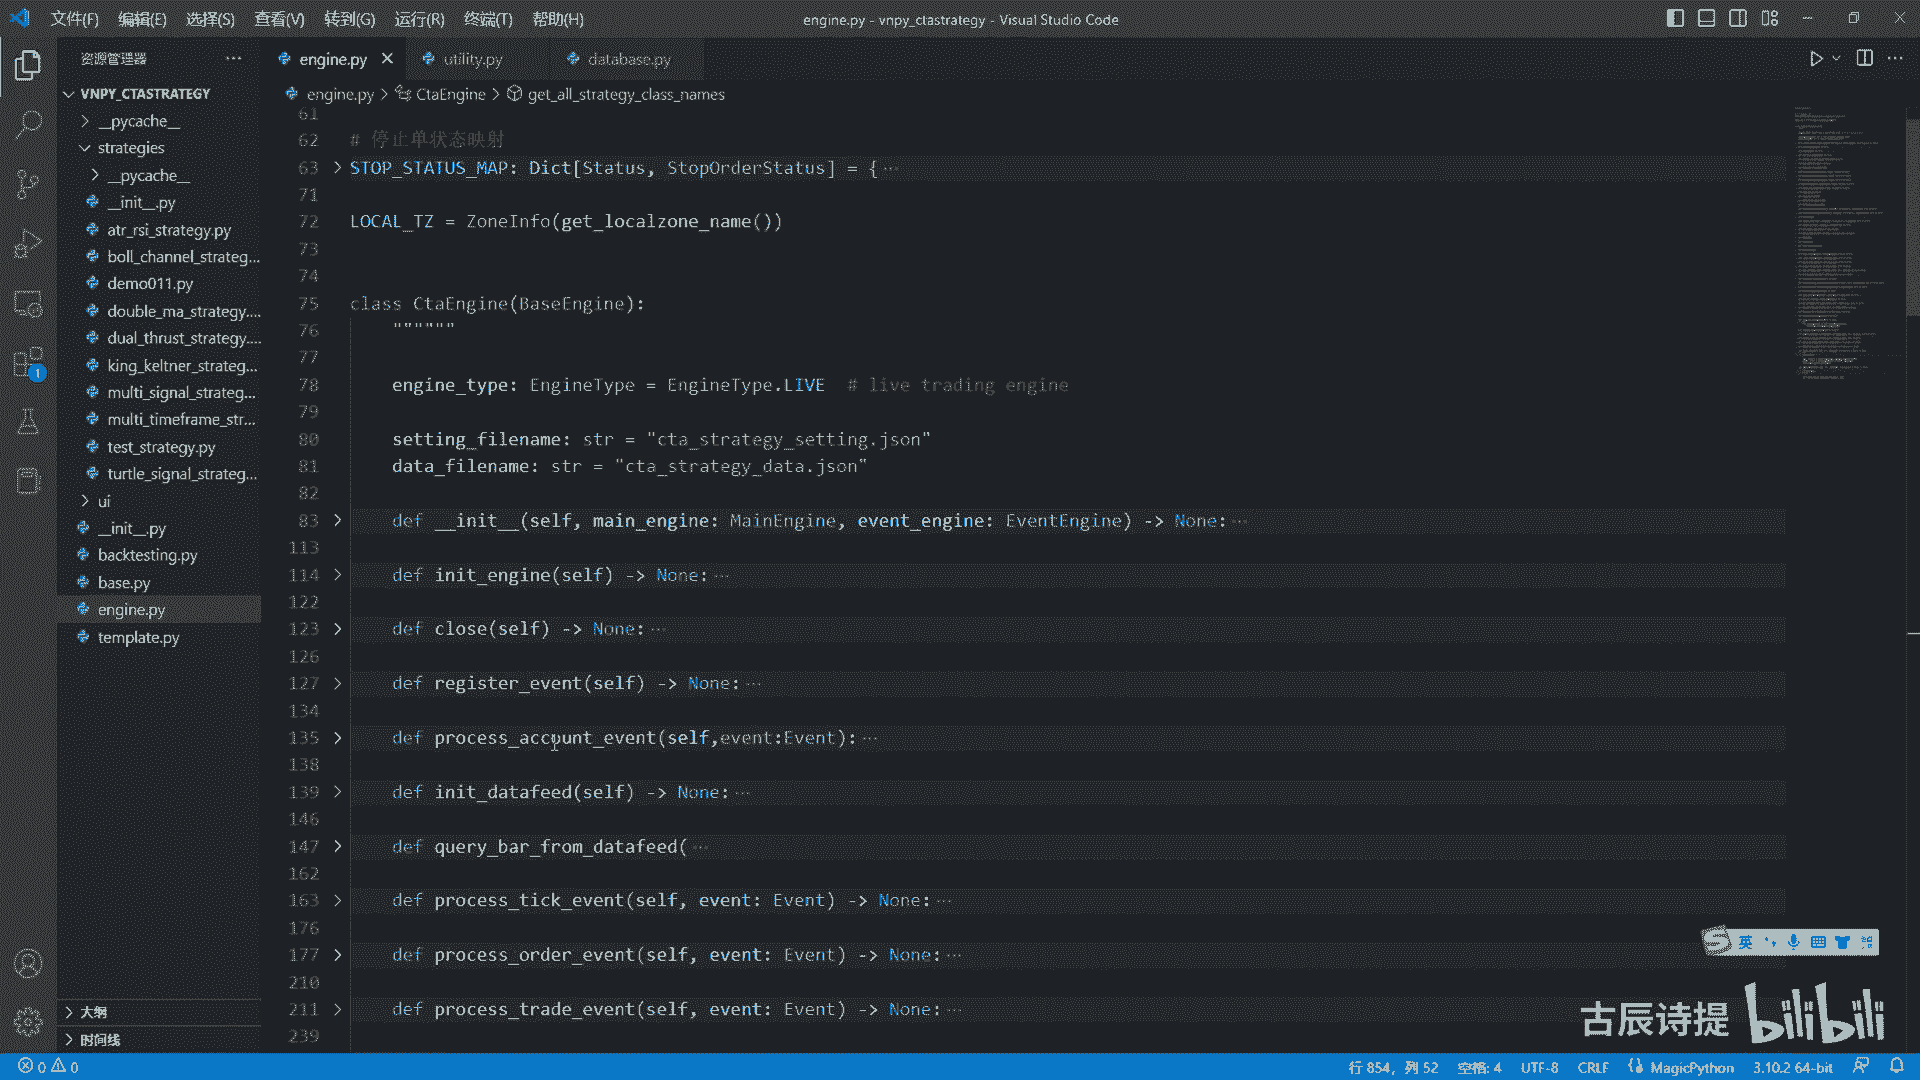 文件(F) 编辑(E) 选择(S) 查看(V) 转到(G) 运行(R) 终端(T) 帮助(H)
engine.py - vnpy_ctastrategy - Visual Studio Code
资源管理器
VNPY_CTASTRATEGY
__pycache__
strategies
__pycache__
__init__.py
atr_rsi_strategy.py
boll_channel_strateg...
demo011.py
double_ma_strategy....
dual_thrust_strategy....
king_keltner_strateg...
multi_signal_strateg...
multi_timeframe_str...
test_strategy.py
turtle_signal_strateg...
ui
__init__.py
backtesting.py
base.py
engine.py
template.py
大纲
时间线
1
engine.py utility.py database.py
engine.py > CtaEngine > get_all_strategy_class_names
61
62 # 停止单状态映射
63 STOP_STATUS_MAP: Dict[Status, StopOrderStatus] = {···
71
72 LOCAL_TZ = ZoneInfo(get_localzone_name())
73
74
75 class CtaEngine(BaseEngine):
76 """"""
77
78 engine_type: EngineType = EngineType.LIVE # live trading engine
79
80 setting_filename: str = "cta_strategy_setting.json"
81 data_filename: str = "cta_strategy_data.json"
82
83 def __init__(self, main_engine: MainEngine, event_engine: EventEngine) -> None:···
113
114 def init_engine(self) -> None:···
122
123 def close(self) -> None:···
126
127 def register_event(self) -> None:···
134
135 def process_account_event(self,event:Event):···
138
139 def init_datafeed(self) -> None:···
146
147 def query_bar_from_datafeed(···
162
163 def process_tick_event(self, event: Event) -> None:···
176
177 def process_order_event(self, event: Event) -> None:···
210
211 def process_trade_event(self, event: Event) -> None:···
239
英
古辰诗提 bilibili
0 0 行 854, 列 52 空格: 4 UTF-8 CRLF MagicPython 3.10.2 64-bit